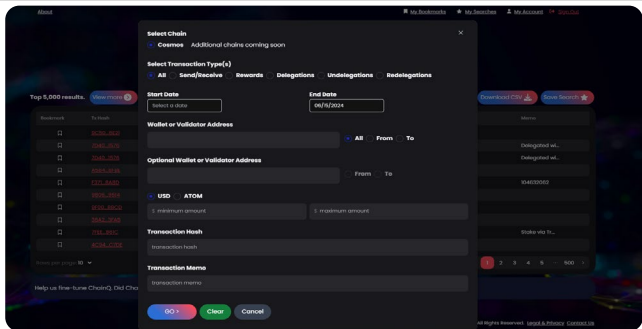 About
My Bookmarks My Searches My Account Sign Out
Select Chain
Cosmos Additional chains coming soon
Select Transaction Type(s)
All Send/Receive Rewards Delegations Undelegations Redelegations
Start Date End Date
Select a date 06/15/2024
Top 5,000 results. View more Download CSV Save Search
Bookmark Tx Hash Memo
Wallet or Validator Address
All From To
Delegated wi...
Delegated wi...
Optional Wallet or Validator Address
From To
104632062
USD ATOM
$ minimum amount $ maximum amount
Transaction Hash
transaction hash
Stake via Tr...
Rows per page: 10 1 2 3 4 5 ... 500
Transaction Memo
transaction memo
Help us fine-tune ChainQ. Did Cha
GO > Clear Cancel
All Rights Reserved Legal & Privacy Contact Us